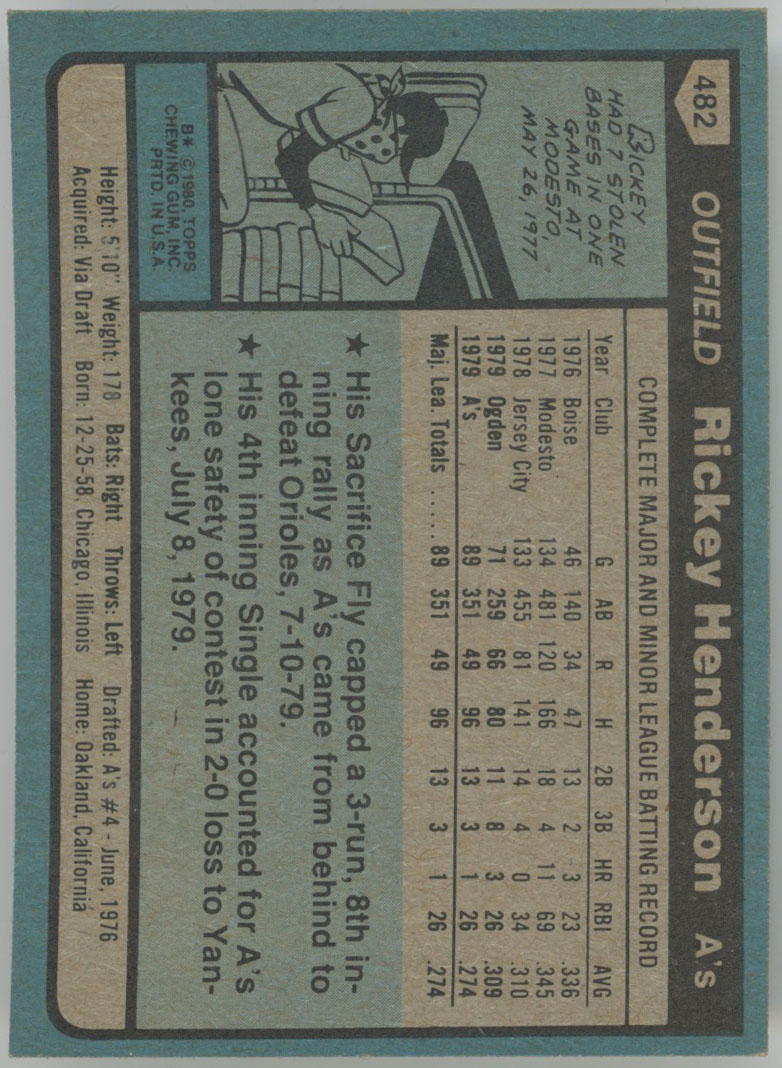 482 OUTFIELD Rickey Henderson A's
RICKEY
HAD 7 STOLEN
BASES IN ONE
GAME AT
MODESTO,
MAY 26, 1977
B* © 1980, TOPPS
CHEWING GUM, INC.
PRTD. IN U.S.A.
COMPLETE MAJOR AND MINOR LEAGUE BATTING RECORD
Year Club G AB R H 2B 3B HR RBI AVG
1976 Boise 46 140 34 47 13 2 3 23 .336
1977 Modesto 134 481 120 166 18 4 11 69 .345
1978 Jersey City 133 455 81 141 14 4 0 34 .310
1979 Ogden 71 259 66 80 11 8 3 26 .309
1979 A's 89 351 49 96 13 3 1 26 .274
Maj. Lea. Totals ..... 89 351 49 96 13 3 1 26 .274
★ His Sacrifice Fly capped a 3-run, 8th in-
ning rally as A's came from behind to
defeat Orioles, 7-10-79.
★ His 4th inning Single accounted for A's
lone safety of contest in 2-0 loss to Yan-
kees, July 8, 1979.
Height: 5'10" Weight: 178 Bats: Right Throws: Left Drafted: A's #4 - June, 1976
Acquired: Via Draft Born: 12-25-58, Chicago, Illinois Home: Oakland, California